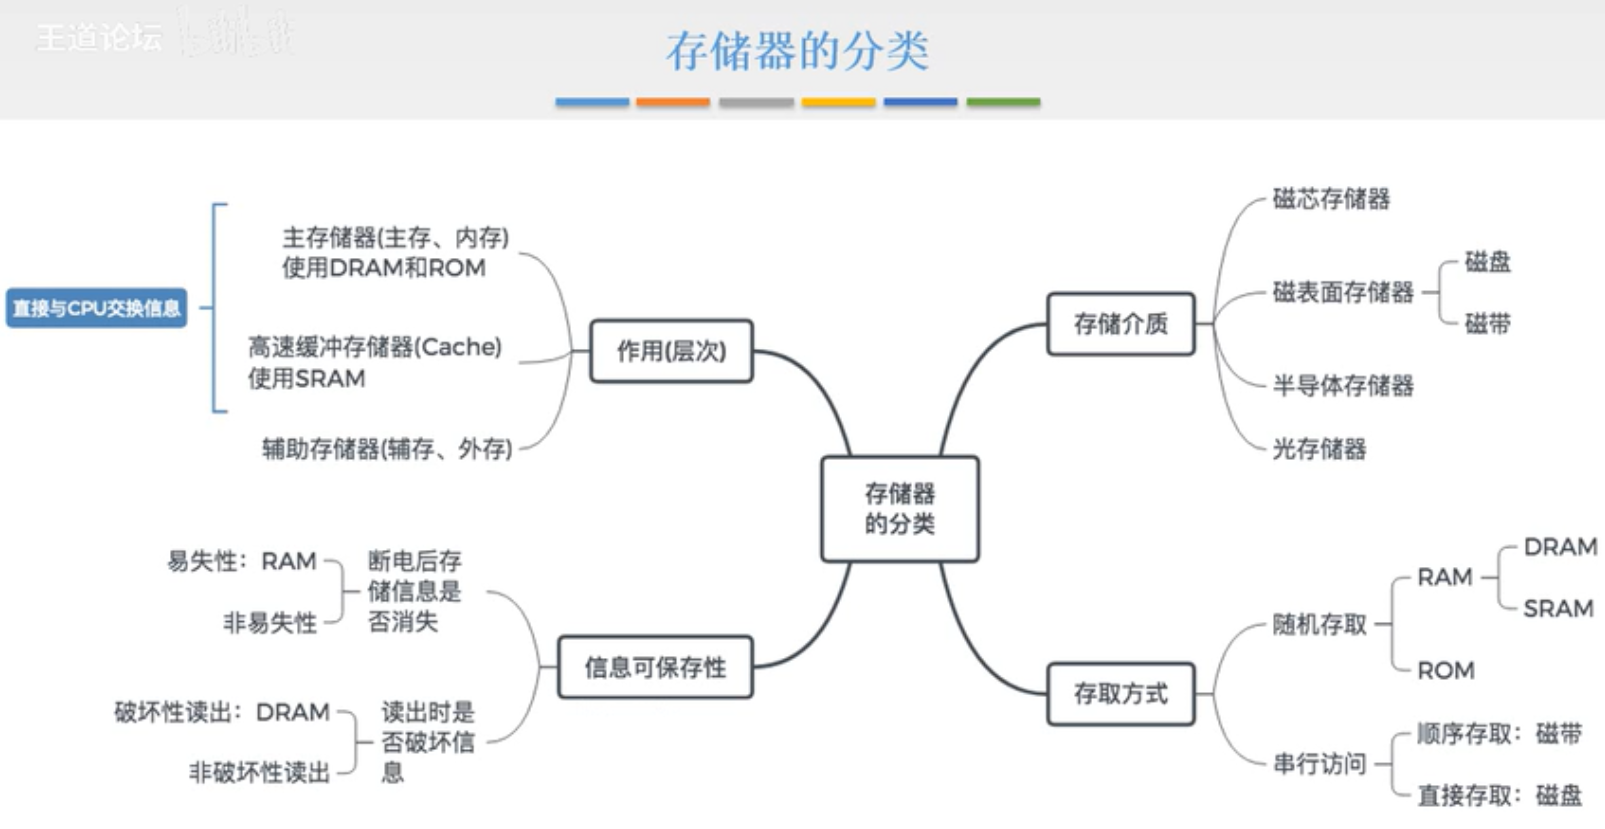 王道论坛 bilibili
存储器的分类
直接与CPU交换信息
主存储器(主存、内存)
使用DRAM和ROM
高速缓冲存储器(Cache)
使用SRAM
辅助存储器(辅存、外存)
作用(层次)
易失性：RAM
非易失性
断电后存
储信息是
否消失
破坏性读出：DRAM
非破坏性读出
读出时是
否破坏信
息
信息可保存性
存储器
的分类
存储介质
磁芯存储器
磁表面存储器
磁盘
磁带
半导体存储器
光存储器
存取方式
随机存取
RAM
DRAM
SRAM
ROM
串行访问
顺序存取：磁带
直接存取：磁盘